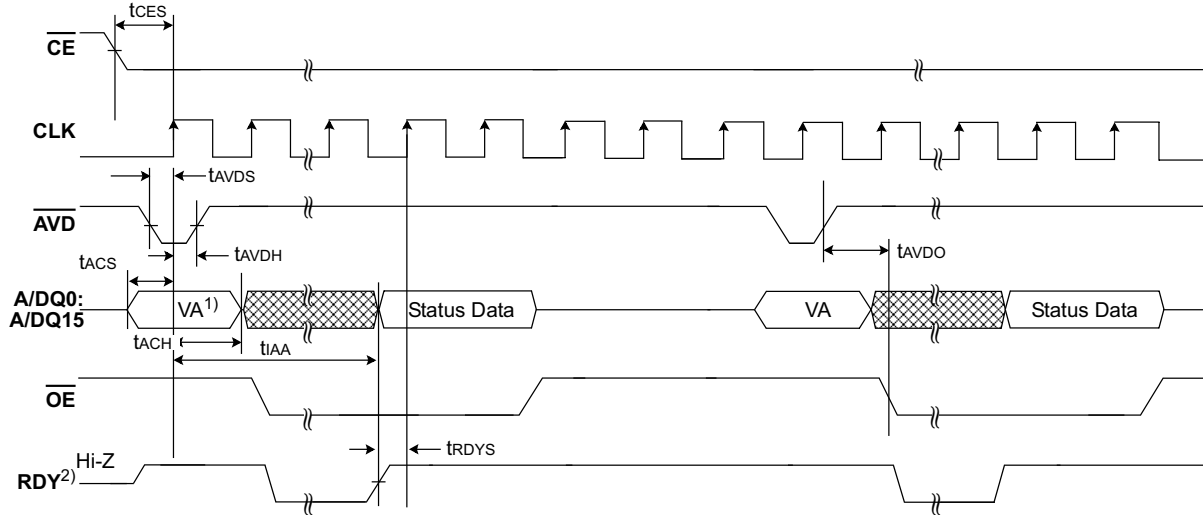 tCES
CE
CLK
tAVDS
AVD
tAVDH
tAVDO
tACS
A/DQ0:
A/DQ15
VA1)
Status Data
VA
Status Data
tACH
tIAA
OE
tRDYS
Hi-Z
RDY2)